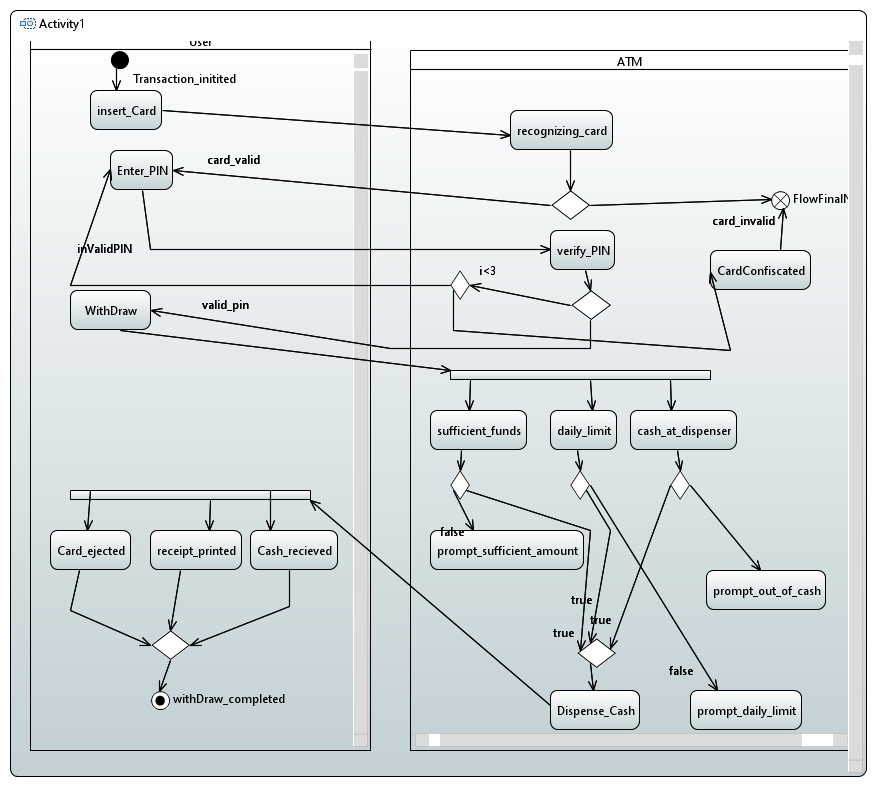 Activity1
User
ATM
Transaction_initited
insert_Card
recognizing_card
card_valid
Enter_PIN
FlowFinalN
card_invalid
inValidPIN
verify_PIN
CardConfiscated
i<3
WithDraw
valid_pin
sufficient_funds
daily_limit
cash_at_dispenser
false
Card_ejected
receipt_printed
Cash_recieved
prompt_sufficient_amount
prompt_out_of_cash
true
true
true
false
withDraw_completed
Dispense_Cash
prompt_daily_limit